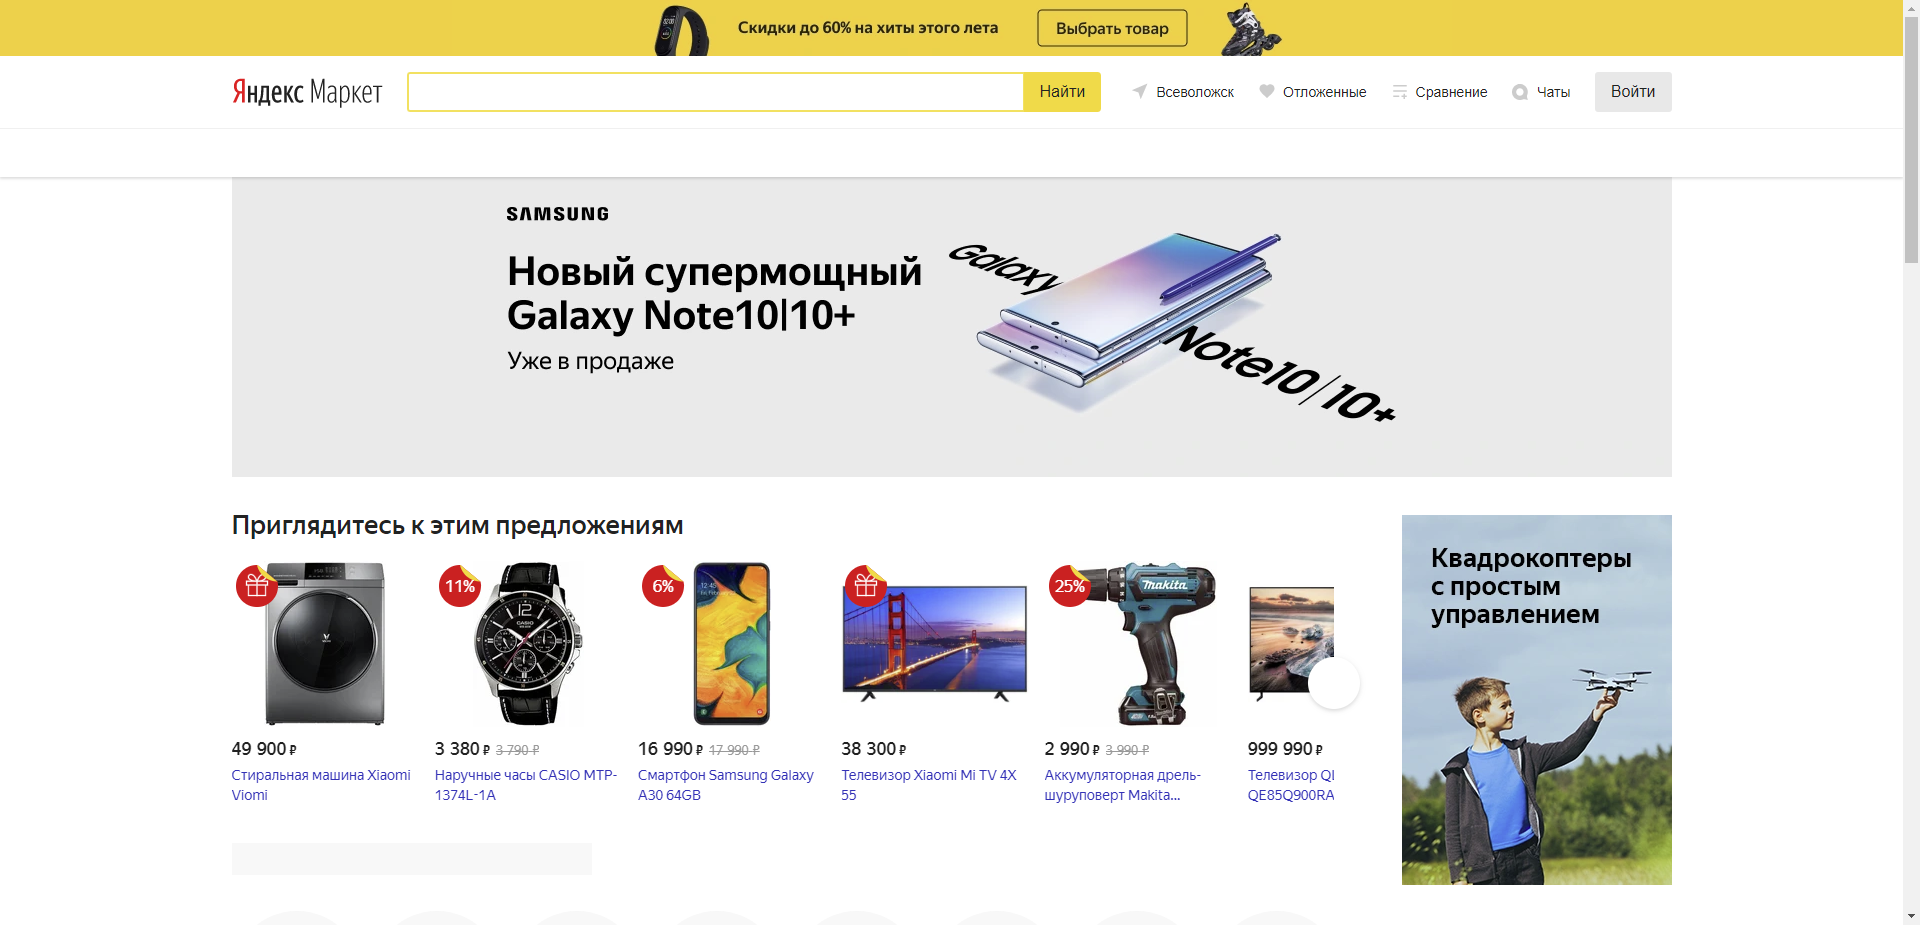 Скидки до 60% на хиты этого лета
Выбрать товар
Яндекс Маркет
Найти
Всеволожск
Отложенные
Сравнение
Чаты
Войти
SAMSUNG
Новый супермощный
Galaxy Note10|10+
Уже в продаже
Galaxy
Note10|10+
Приглядитесь к этим предложениям
Квадрокоптеры
с простым
управлением
11%
6%
25%
CASIO
makita
49 900 ₽
3 380 ₽ 3 790 ₽
16 990 ₽ 17 990 ₽
38 300 ₽
2 990 ₽ 3 990 ₽
999 990 ₽
Стиральная машина Xiaomi
Viomi
Наручные часы CASIO MTP-
1374L-1A
Смартфон Samsung Galaxy
A30 64GB
Телевизор Xiaomi Mi TV 4X
55
Аккумуляторная дрель-
шуруповерт Makita...
Телевизор
QE85Q900RA